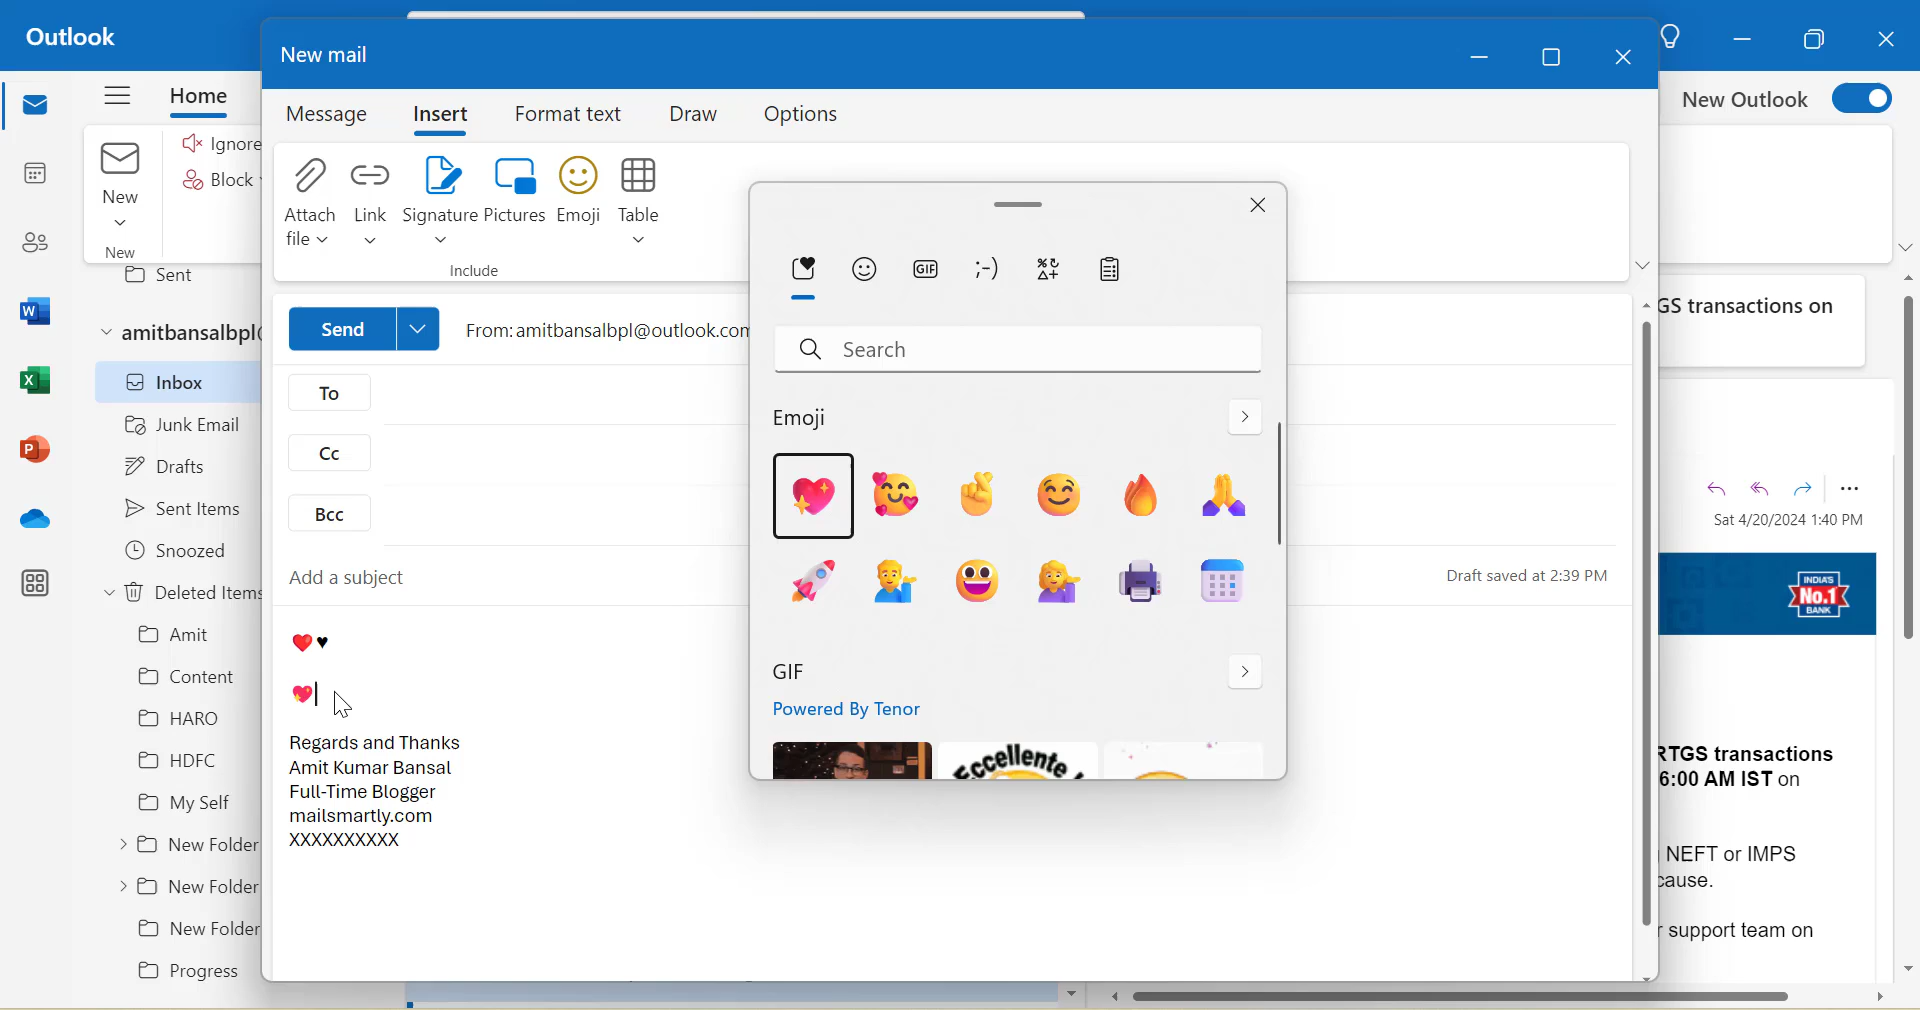 Outlook
New mail
New Outlook
Home
Message
Insert
Format text
Draw
Options
Ignore
Block
New
New
Attach
file
Link
Signature
Pictures
Emoji
Table
Include
Sent
amitbansalbpl
Inbox
Junk Email
Drafts
Sent Items
Snoozed
Deleted Items
Amit
Content
HARO
HDFC
My Self
New Folder
New Folder
New Folder
Progress
Send
From: amitbansalbpl@outlook.com
To
Cc
Bcc
Add a subject
Draft saved at 2:39 PM
❤️♥
💖
Regards and Thanks
Amit Kumar Bansal
Full-Time Blogger
mailsmartly.com
XXXXXXXXXX
GIF
;-)
Search
Emoji
GIF
Powered By Tenor
Eccellente
GS transactions on
Sat 4/20/2024 1:40 PM
INDIA'S
No.1
BANK
RTGS transactions
6:00 AM IST on
NEFT or IMPS
cause.
r support team on